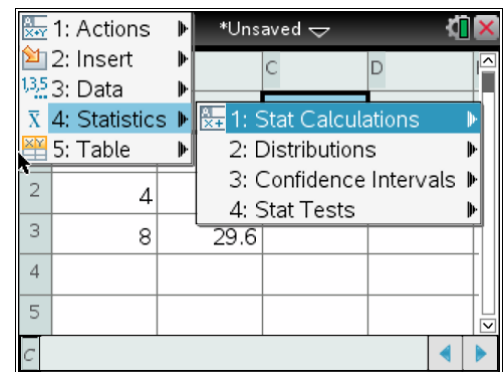 1: Actions
2: Insert
3: Data
4: Statistics
5: Table
*Unsaved
C D
1: Stat Calculations
2: Distributions
3: Confidence Intervals
4: Stat Tests
2 4
3 8 29.6
4
5
C